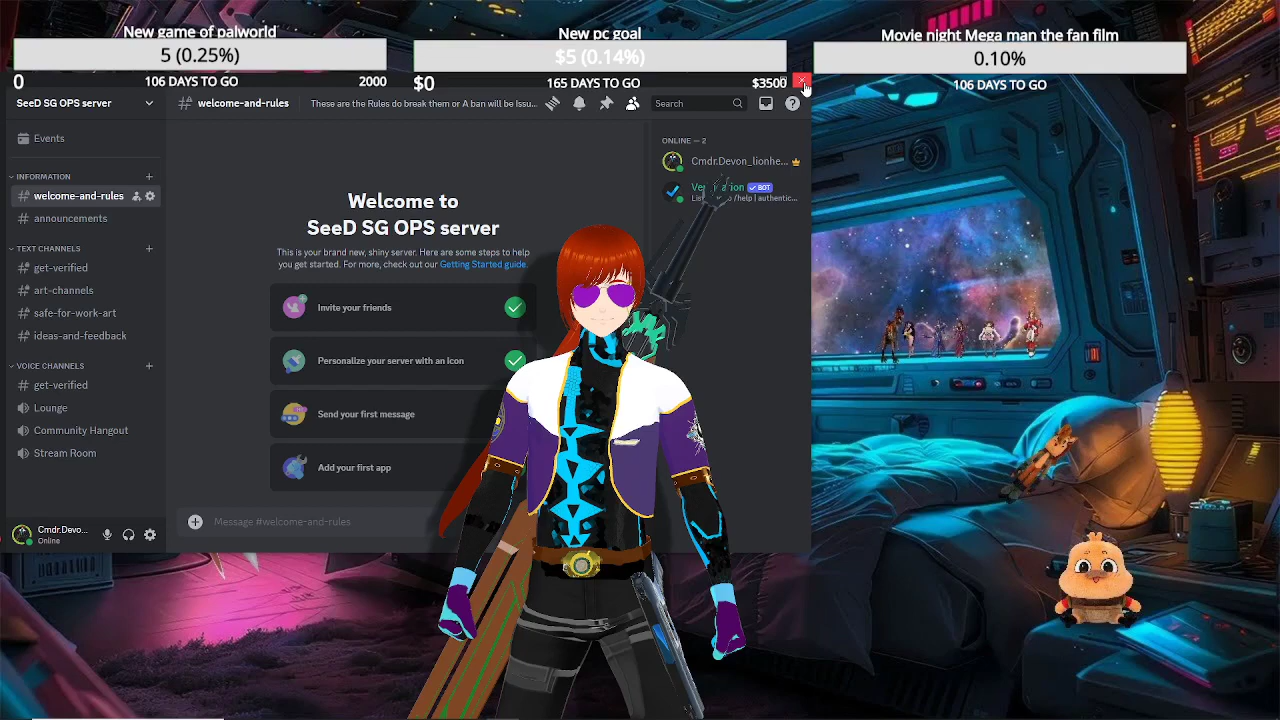 New game of palworld
5 (0.25%)
0 106 DAYS TO GO 2000
New pc goal
$5 (0.14%)
$0 165 DAYS TO GO $3500
Movie night Mega man the fan film
0.10%
106 DAYS TO GO
SeeD SG OPS server
welcome-and-rules
These are the Rules do break them or A ban will be Issu...
Search
Events
INFORMATION
welcome-and-rules
announcements
TEXT CHANNELS
get-verified
art-channels
safe-for-work-art
ideas-and-feedback
VOICE CHANNELS
get-verified
Lounge
Community Hangout
Stream Room
Cmdr.Devo...
Online
Welcome to
SeeD SG OPS server
This is your brand new, shiny server. Here are some steps to help
you get started. For more, check out our Getting Started guide.
Invite your friends
Personalize your server with an icon
Send your first message
Add your first app
Message #welcome-and-rules
ONLINE — 2
Cmdr.Devon_lionhe...
BOT
/help | authentic...